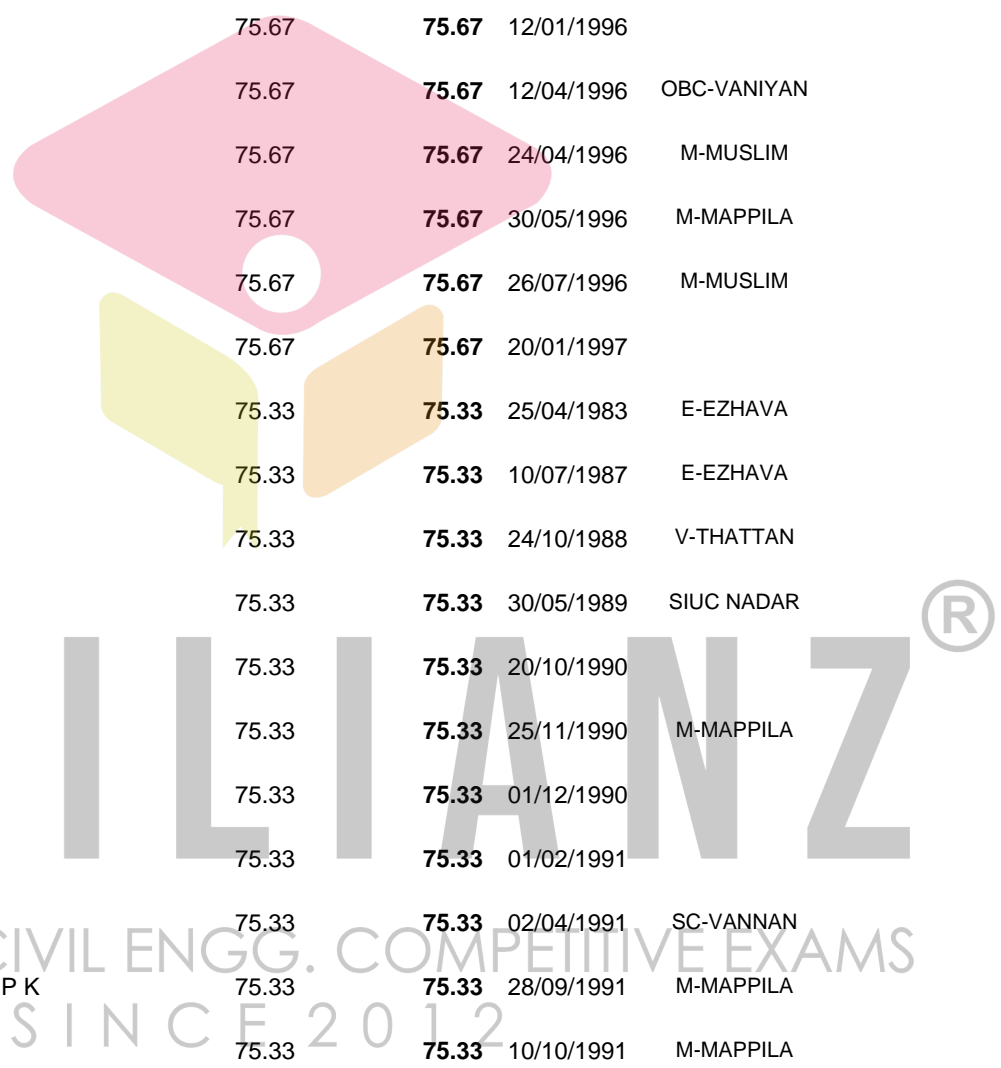 75.67 75.67 12/01/1996
75.67 75.67 12/04/1996 OBC-VANIYAN
75.67 75.67 24/04/1996 M-MUSLIM
75.67 75.67 30/05/1996 M-MAPPILA
75.67 75.67 26/07/1996 M-MUSLIM
75.67 75.67 20/01/1997
75.33 75.33 25/04/1983 E-EZHAVA
75.33 75.33 10/07/1987 E-EZHAVA
75.33 75.33 24/10/1988 V-THATTAN
75.33 75.33 30/05/1989 SIUC NADAR
®
ILIANZ
75.33 75.33 20/10/1990
75.33 75.33 25/11/1990 M-MAPPILA
75.33 75.33 01/12/1990
75.33 75.33 01/02/1991
75.33 75.33 02/04/1991 SC-VANNAN
CIVIL ENGG. COMPETITIVE EXAMS
P K 75.33 75.33 28/09/1991 M-MAPPILA
SINCE 2012
75.33 75.33 10/10/1991 M-MAPPILA